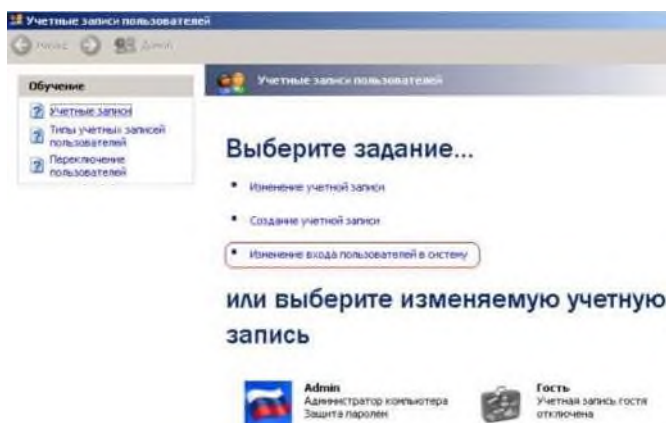 Учетные записи пользователей
Назад
Admin
Обучение
Учетные записи пользователей
Учетные записи
Типы учетных записей
пользователей
Переключение
пользователей
Выберите задание...
Изменение учетной записи
Создание учетной записи
Изменение входа пользователей в систему
или выберите изменяемую учетную
запись
Admin
Администратор компьютера
Защита паролем
Гость
Учетная запись гостя
отключена